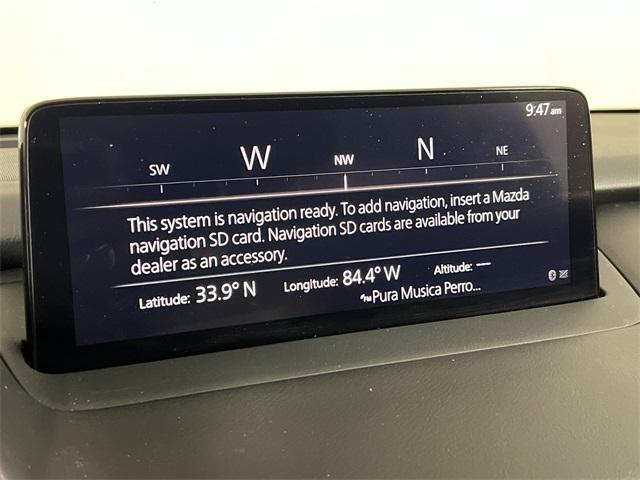 9:47 am
SW W NW N NE
This system is navigation ready. To add navigation, insert a Mazda
navigation SD card. Navigation SD cards are available from your
dealer as an accessory.
Latitude: 33.9° N Longitude: 84.4° W Altitude: ---
Pura Musica Perro...